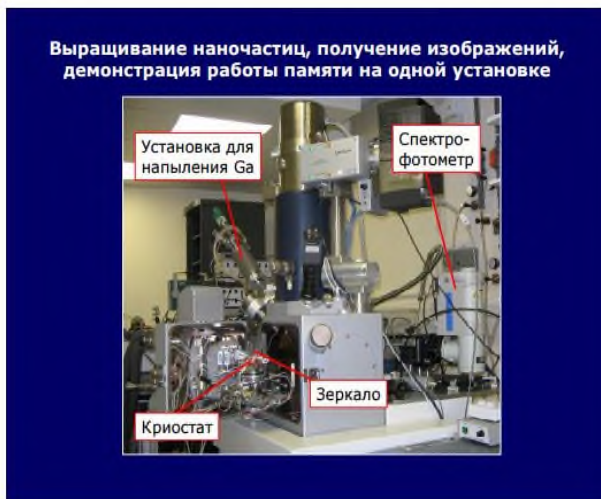 Выращивание наночастиц, получение изображений,
демонстрация работы памяти на одной установке
Установка для
напыления Ga
Спектро-
фотометр
Зеркало
Криостат